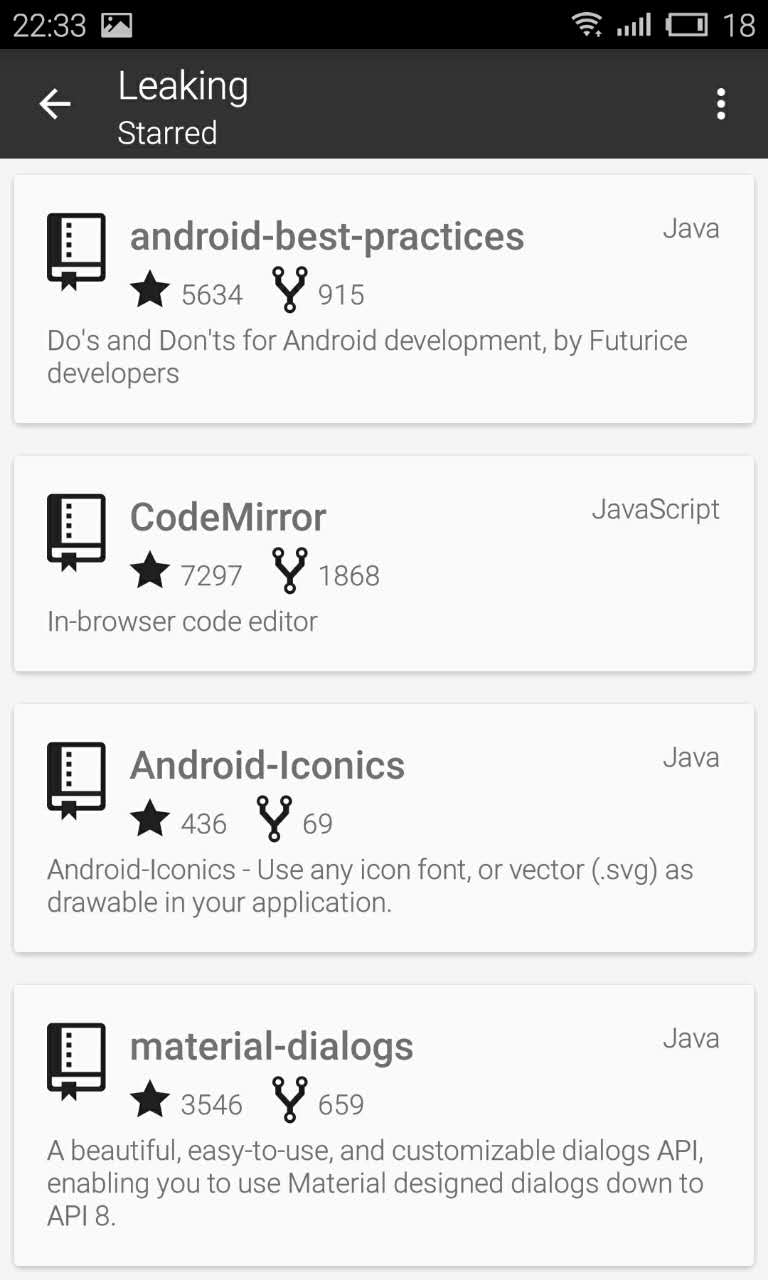 22:33 18
Leaking
Starred
android-best-practices Java
5634 915
Do's and Don'ts for Android development, by Futurice
developers
CodeMirror JavaScript
7297 1868
In-browser code editor
Android-Iconics Java
436 69
Android-Iconics - Use any icon font, or vector (.svg) as
drawable in your application.
material-dialogs Java
3546 659
A beautiful, easy-to-use, and customizable dialogs API,
enabling you to use Material designed dialogs down to
API 8.